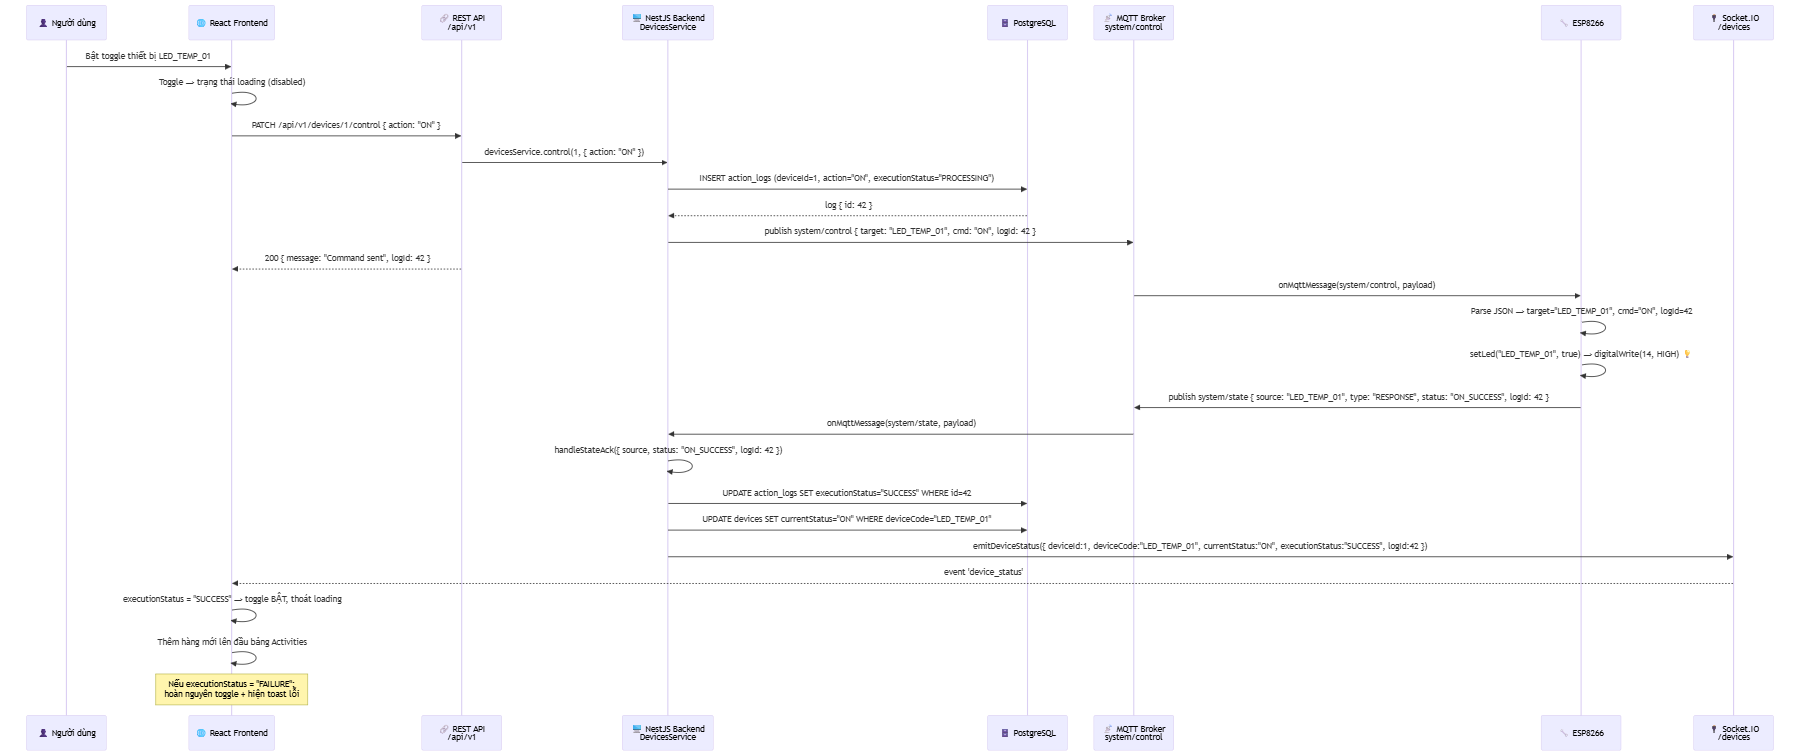 Người dùng
React Frontend
REST API
/api/v1
NestJS Backend
DevicesService
PostgreSQL
MQTT Broker
system/control
ESP8266
Socket.IO
/devices
Bật toggle thiết bị LED_TEMP_01
Toggle → trạng thái loading (disabled)
PATCH /api/v1/devices/1/control { action: "ON" }
devicesService.control(1, { action: "ON" })
INSERT action_logs (deviceId=1, action="ON", executionStatus="PROCESSING")
log { id: 42 }
publish system/control { target: "LED_TEMP_01", cmd: "ON", logId: 42 }
200 { message: "Command sent", logId: 42 }
onMqttMessage(system/control, payload)
Parse JSON → target="LED_TEMP_01", cmd="ON", logId=42
setLed("LED_TEMP_01", true) → digitalWrite(14, HIGH) 💡
publish system/state { source: "LED_TEMP_01", type: "RESPONSE", status: "ON_SUCCESS", logId: 42 }
onMqttMessage(system/state, payload)
handleStateAck({ source, status: "ON_SUCCESS", logId: 42 })
UPDATE action_logs SET executionStatus="SUCCESS" WHERE id=42
UPDATE devices SET currentStatus="ON" WHERE deviceCode="LED_TEMP_01"
emitDeviceStatus({ deviceId:1, deviceCode:"LED_TEMP_01", currentStatus:"ON", executionStatus:"SUCCESS", logId:42 })
event 'device_status'
executionStatus = "SUCCESS" → toggle BẬT, thoát loading
Thêm hàng mới lên đầu bảng Activities
Nếu executionStatus = "FAILURE":
hoàn nguyên toggle + hiện toast lỗi
Người dùng
React Frontend
REST API
/api/v1
NestJS Backend
DevicesService
PostgreSQL
MQTT Broker
system/control
ESP8266
Socket.IO
/devices